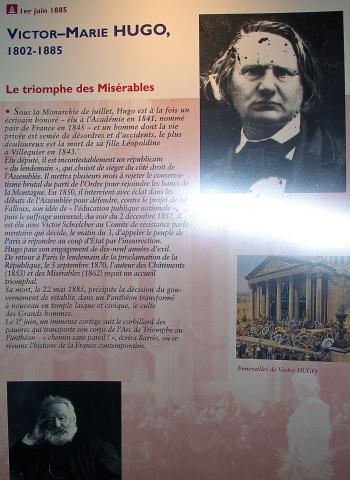 1er juin 1885
VICTOR–MARIE HUGO,
1802-1885
Le triomphe des Misérables
• Sous la Monarchie de juillet, Hugo est à la fois un
écrivain honoré – élu à l'Académie en 1841, nommé
pair de France en 1845 – et un homme dont la vie
privée est semée de désordres et d'accidents, le plus
douloureux est la mort de sa fille Léopoldine
à Villequier en 1843.
Elu député, il est incontestablement un républicain
« du lendemain », qui choisit de siéger du côté droit de
l'Assemblée. Il mettra plusieurs mois à rejeter le conserva-
tisme brutal du parti de l'Ordre pour rejoindre les bancs de
la Montagne. En 1850, il intervient avec éclat dans les
débats de l'Assemblée pour défendre, contre le projet de loi
Falloux, son idée de « l'éducation publique nationale »,
puis le suffrage universel. Au soir du 2 décembre 1851, il
est élu avec Victor Schœlcher au Comité de résistance parle-
mentaire qui décide, le matin du 3, d'appeler le peuple de
Paris à répondre au coup d'Etat par l'insurrection.
Hugo paie son engagement de dix-neuf années d'exil.
De retour à Paris le lendemain de la proclamation de la
République, le 5 septembre 1870, l'auteur des Châtiments
(1853) et des Misérables (1862) reçoit un accueil
triomphal.
Sa mort, le 22 mai 1885, précipite la décision du gou-
vernement de rétablir, dans un Panthéon transformé
à nouveau en temple laïque et civique, le culte
des Grands hommes.
Le 1er juin, un immense cortège suit le corbillard des
pauvres qui transporte son corps de l'Arc de Triomphe au
Panthéon – « chemin sans pareil ! », écrira Barrès, où se
résume l'histoire de la France contemporaine.
Funérailles de Victor HUGO